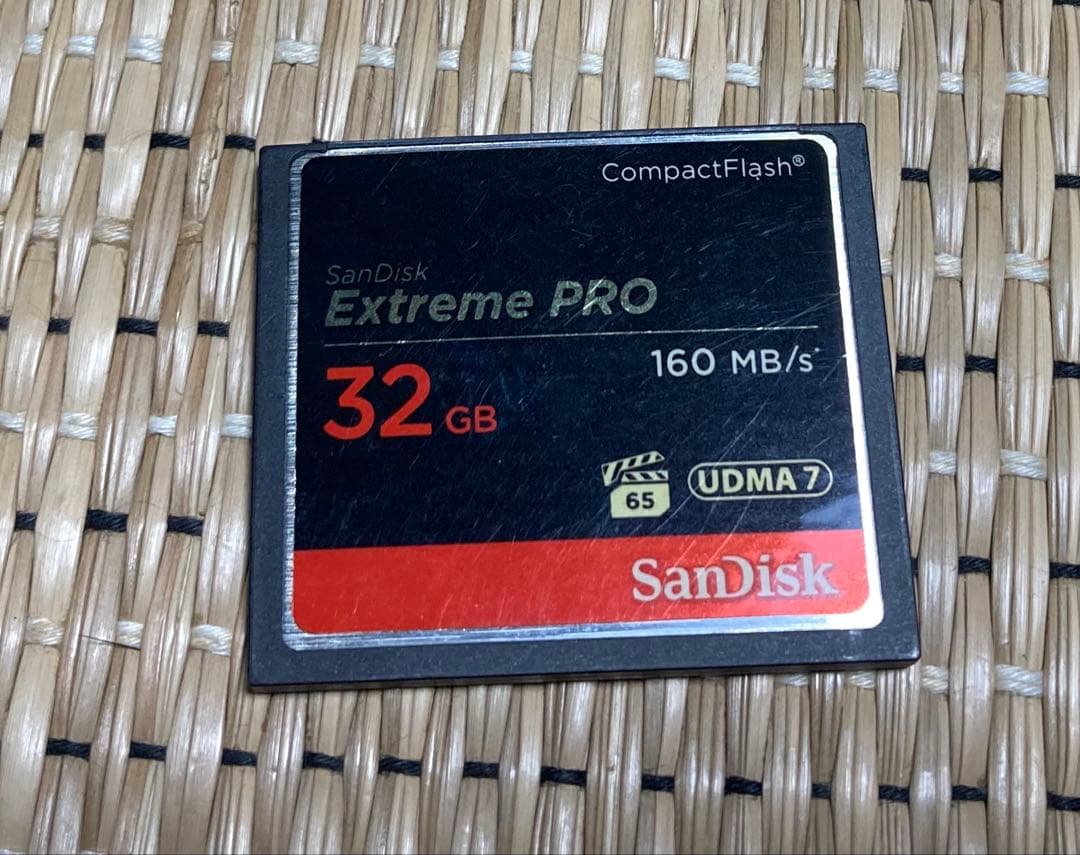 CompactFlash®
SanDisk
Extreme PRO
160 MB/s*
32 GB
65
UDMA 7
SanDisk